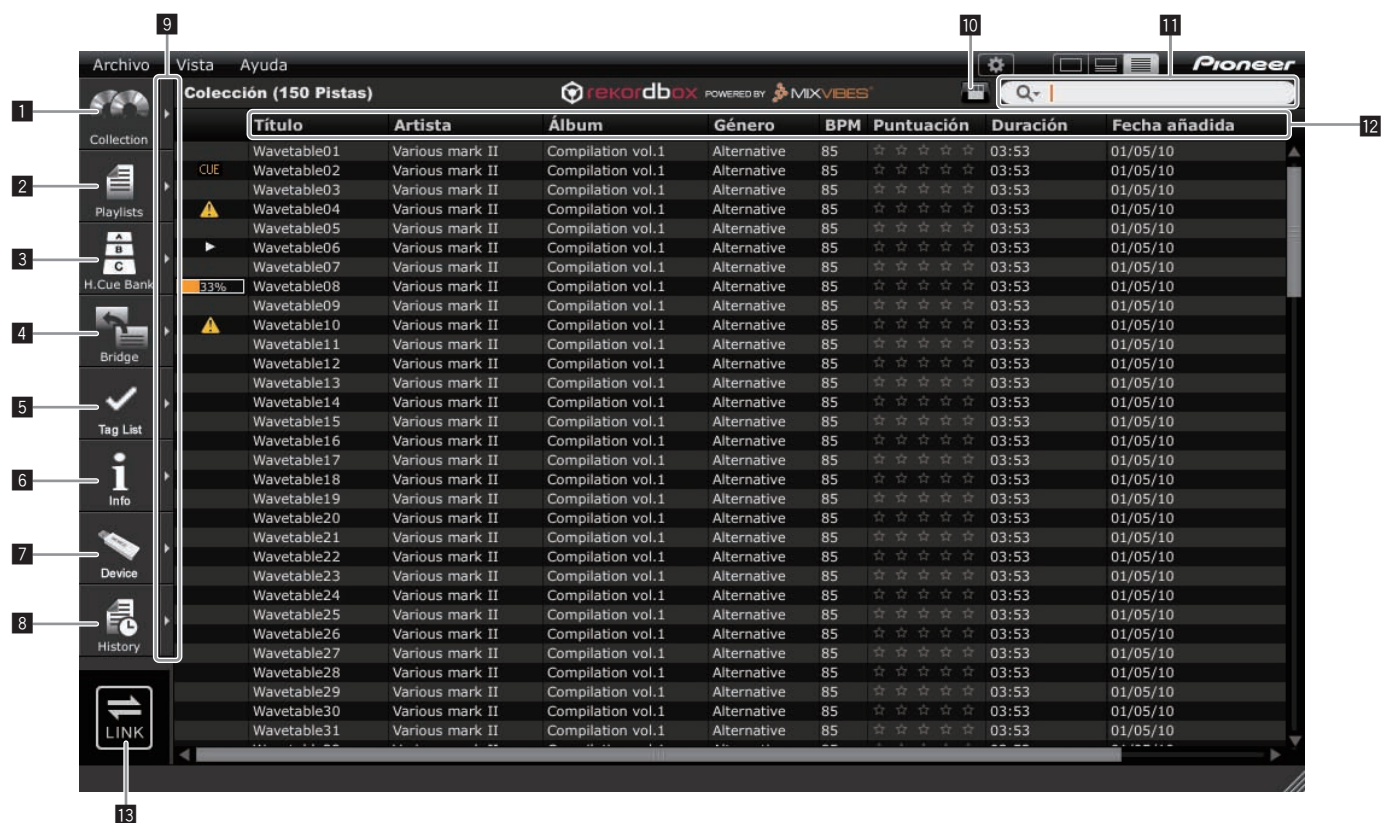 9 10 11
Archivo Vista Ayuda Pioneer
Colección (150 Pistas) rekordbox POWERED BY MIXVIBES
1 Collection
Título Artista Álbum Género BPM Puntuación Duración Fecha añadida 12
Wavetable01 Various mark II Compilation vol.1 Alternative 85 03:53 01/05/10
CUE Wavetable02 Various mark II Compilation vol.1 Alternative 85 03:53 01/05/10
2 Playlists
Wavetable03 Various mark II Compilation vol.1 Alternative 85 03:53 01/05/10
Wavetable04 Various mark II Compilation vol.1 Alternative 85 03:53 01/05/10
Wavetable05 Various mark II Compilation vol.1 Alternative 85 03:53 01/05/10
A
B
C
3 H.Cue Bank
Wavetable06 Various mark II Compilation vol.1 Alternative 85 03:53 01/05/10
Wavetable07 Various mark II Compilation vol.1 Alternative 85 03:53 01/05/10
33% Wavetable08 Various mark II Compilation vol.1 Alternative 85 03:53 01/05/10
Wavetable09 Various mark II Compilation vol.1 Alternative 85 03:53 01/05/10
4 Bridge
Wavetable10 Various mark II Compilation vol.1 Alternative 85 03:53 01/05/10
Wavetable11 Various mark II Compilation vol.1 Alternative 85 03:53 01/05/10
Wavetable12 Various mark II Compilation vol.1 Alternative 85 03:53 01/05/10
Wavetable13 Various mark II Compilation vol.1 Alternative 85 03:53 01/05/10
5 Tag List
Wavetable14 Various mark II Compilation vol.1 Alternative 85 03:53 01/05/10
Wavetable15 Various mark II Compilation vol.1 Alternative 85 03:53 01/05/10
Wavetable16 Various mark II Compilation vol.1 Alternative 85 03:53 01/05/10
Wavetable17 Various mark II Compilation vol.1 Alternative 85 03:53 01/05/10
6 Info
Wavetable18 Various mark II Compilation vol.1 Alternative 85 03:53 01/05/10
Wavetable19 Various mark II Compilation vol.1 Alternative 85 03:53 01/05/10
Wavetable20 Various mark II Compilation vol.1 Alternative 85 03:53 01/05/10
Wavetable21 Various mark II Compilation vol.1 Alternative 85 03:53 01/05/10
7 Device
Wavetable22 Various mark II Compilation vol.1 Alternative 85 03:53 01/05/10
Wavetable23 Various mark II Compilation vol.1 Alternative 85 03:53 01/05/10
Wavetable24 Various mark II Compilation vol.1 Alternative 85 03:53 01/05/10
Wavetable25 Various mark II Compilation vol.1 Alternative 85 03:53 01/05/10
8 History
Wavetable26 Various mark II Compilation vol.1 Alternative 85 03:53 01/05/10
Wavetable27 Various mark II Compilation vol.1 Alternative 85 03:53 01/05/10
Wavetable28 Various mark II Compilation vol.1 Alternative 85 03:53 01/05/10
Wavetable29 Various mark II Compilation vol.1 Alternative 85 03:53 01/05/10
Wavetable30 Various mark II Compilation vol.1 Alternative 85 03:53 01/05/10
LINK
Wavetable31 Various mark II Compilation vol.1 Alternative 85 03:53 01/05/10
13